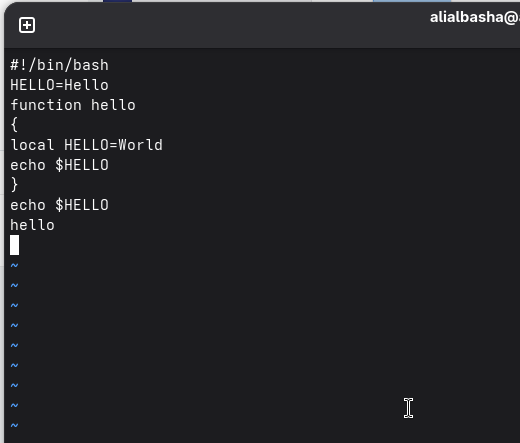 alialbasha@
#!/bin/bash
HELLO=Hello
function hello
{
local HELLO=World
echo $HELLO
}
echo $HELLO
hello
~
~
~
~
~
~
~
~
~